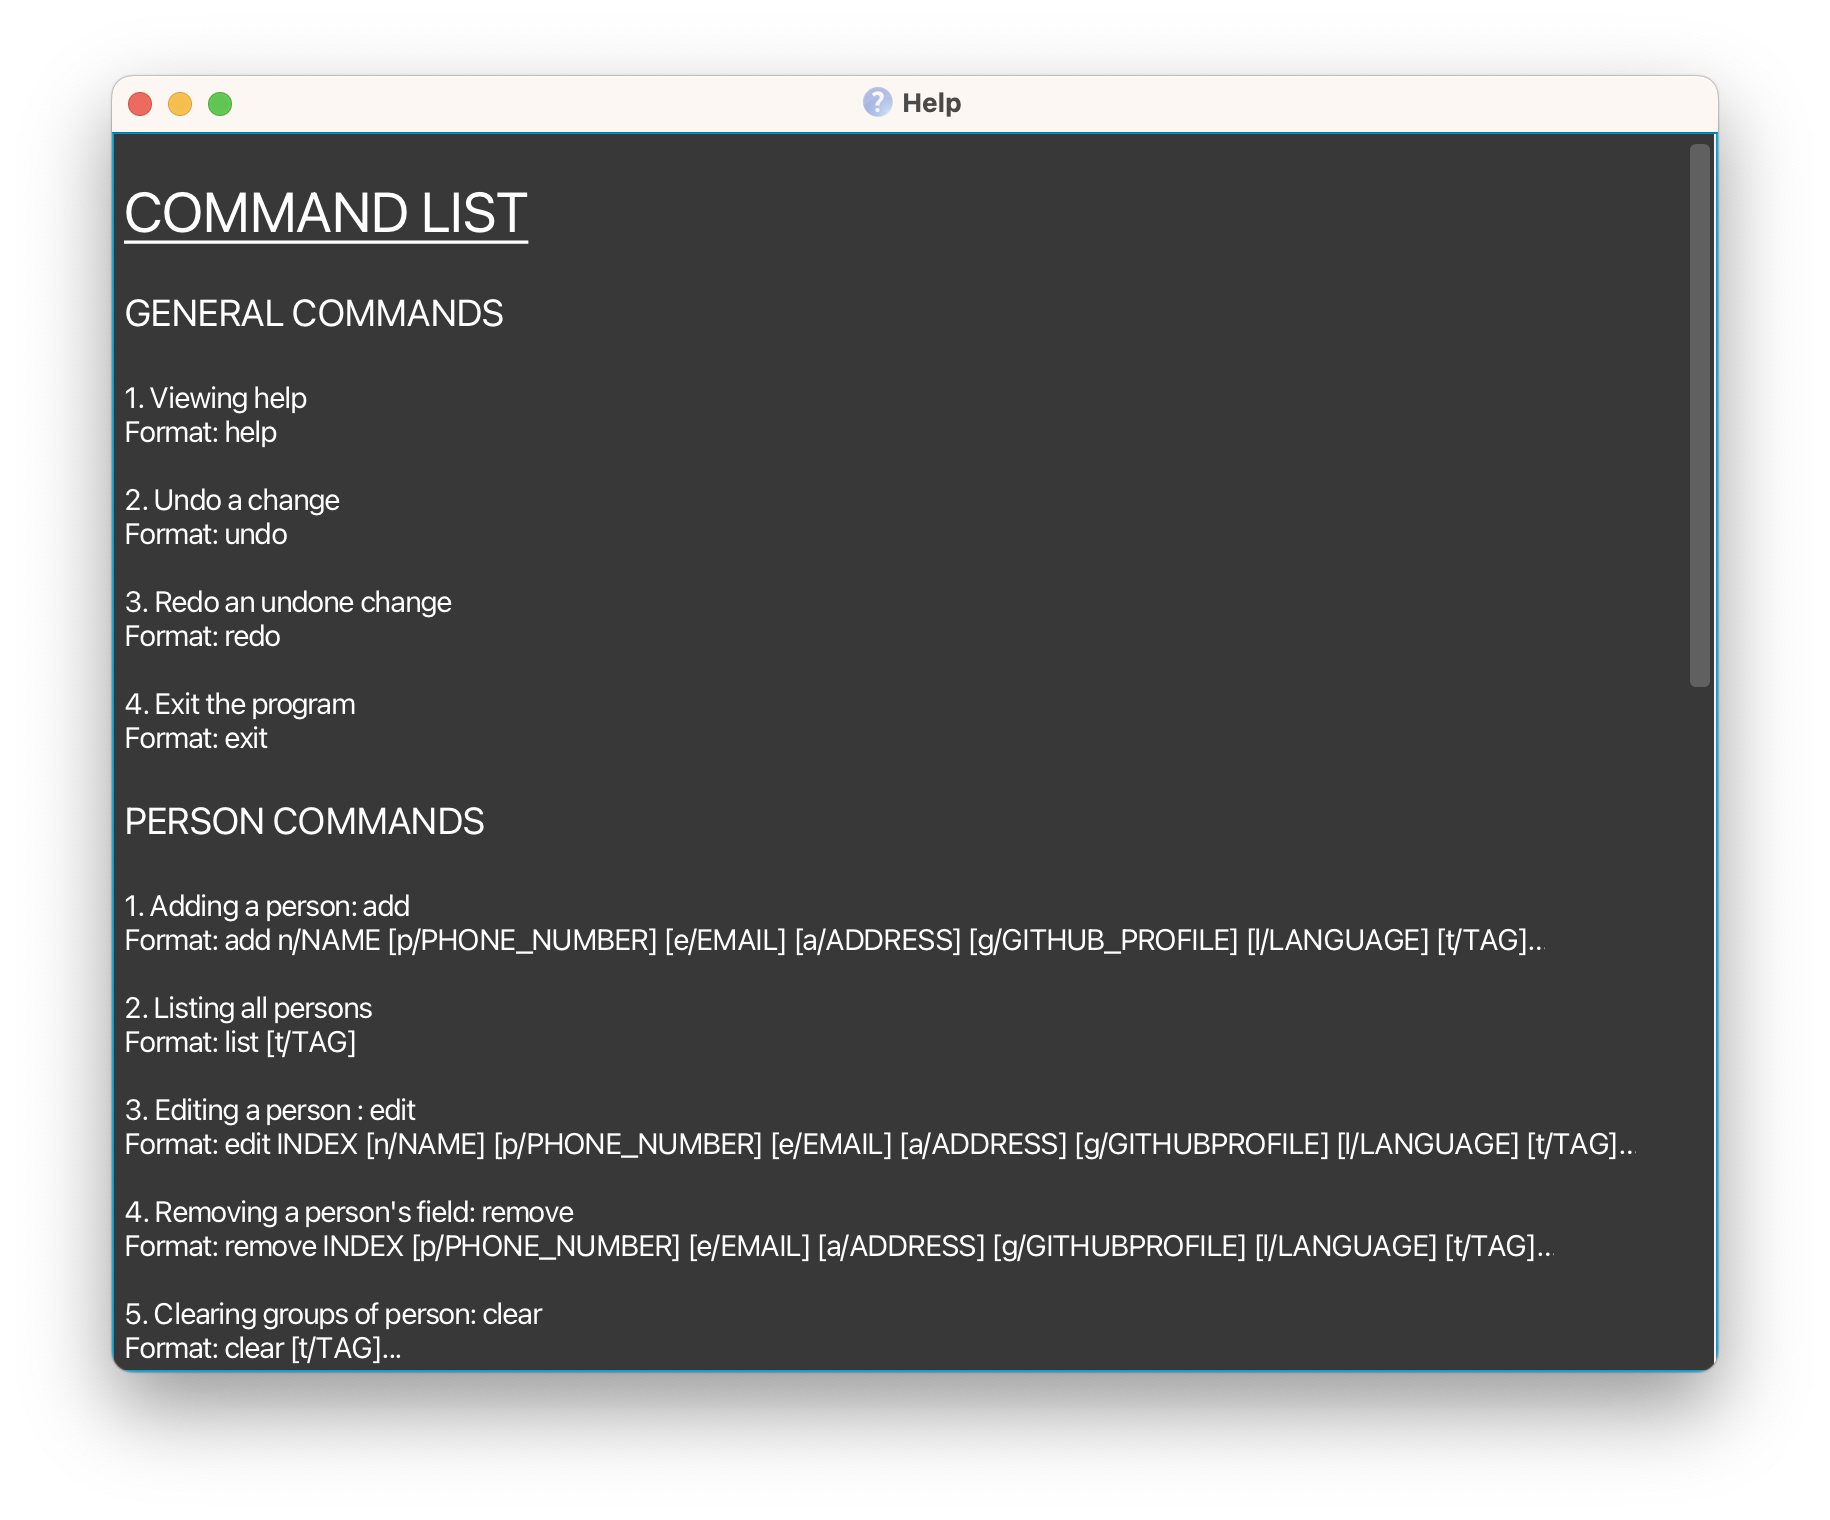 Help
COMMAND LIST
GENERAL COMMANDS
1. Viewing help
Format: help
2. Undo a change
Format: undo
3. Redo an undone change
Format: redo
4. Exit the program
Format: exit
PERSON COMMANDS
1. Adding a person: add
Format: add n/NAME [p/PHONE_NUMBER] [e/EMAIL] [a/ADDRESS] [g/GITHUB_PROFILE] [l/LANGUAGE] [t/TAG]…
2. Listing all persons
Format: list [t/TAG]
3. Editing a person : edit
Format: edit INDEX [n/NAME] [p/PHONE_NUMBER] [e/EMAIL] [a/ADDRESS] [g/GITHUBPROFILE] [l/LANGUAGE] [t/TAG]…
4. Removing a person's field: remove
Format: remove INDEX [p/PHONE_NUMBER] [e/EMAIL] [a/ADDRESS] [g/GITHUBPROFILE] [l/LANGUAGE] [t/TAG]…
5. Clearing groups of person: clear
Format: clear [t/TAG]...